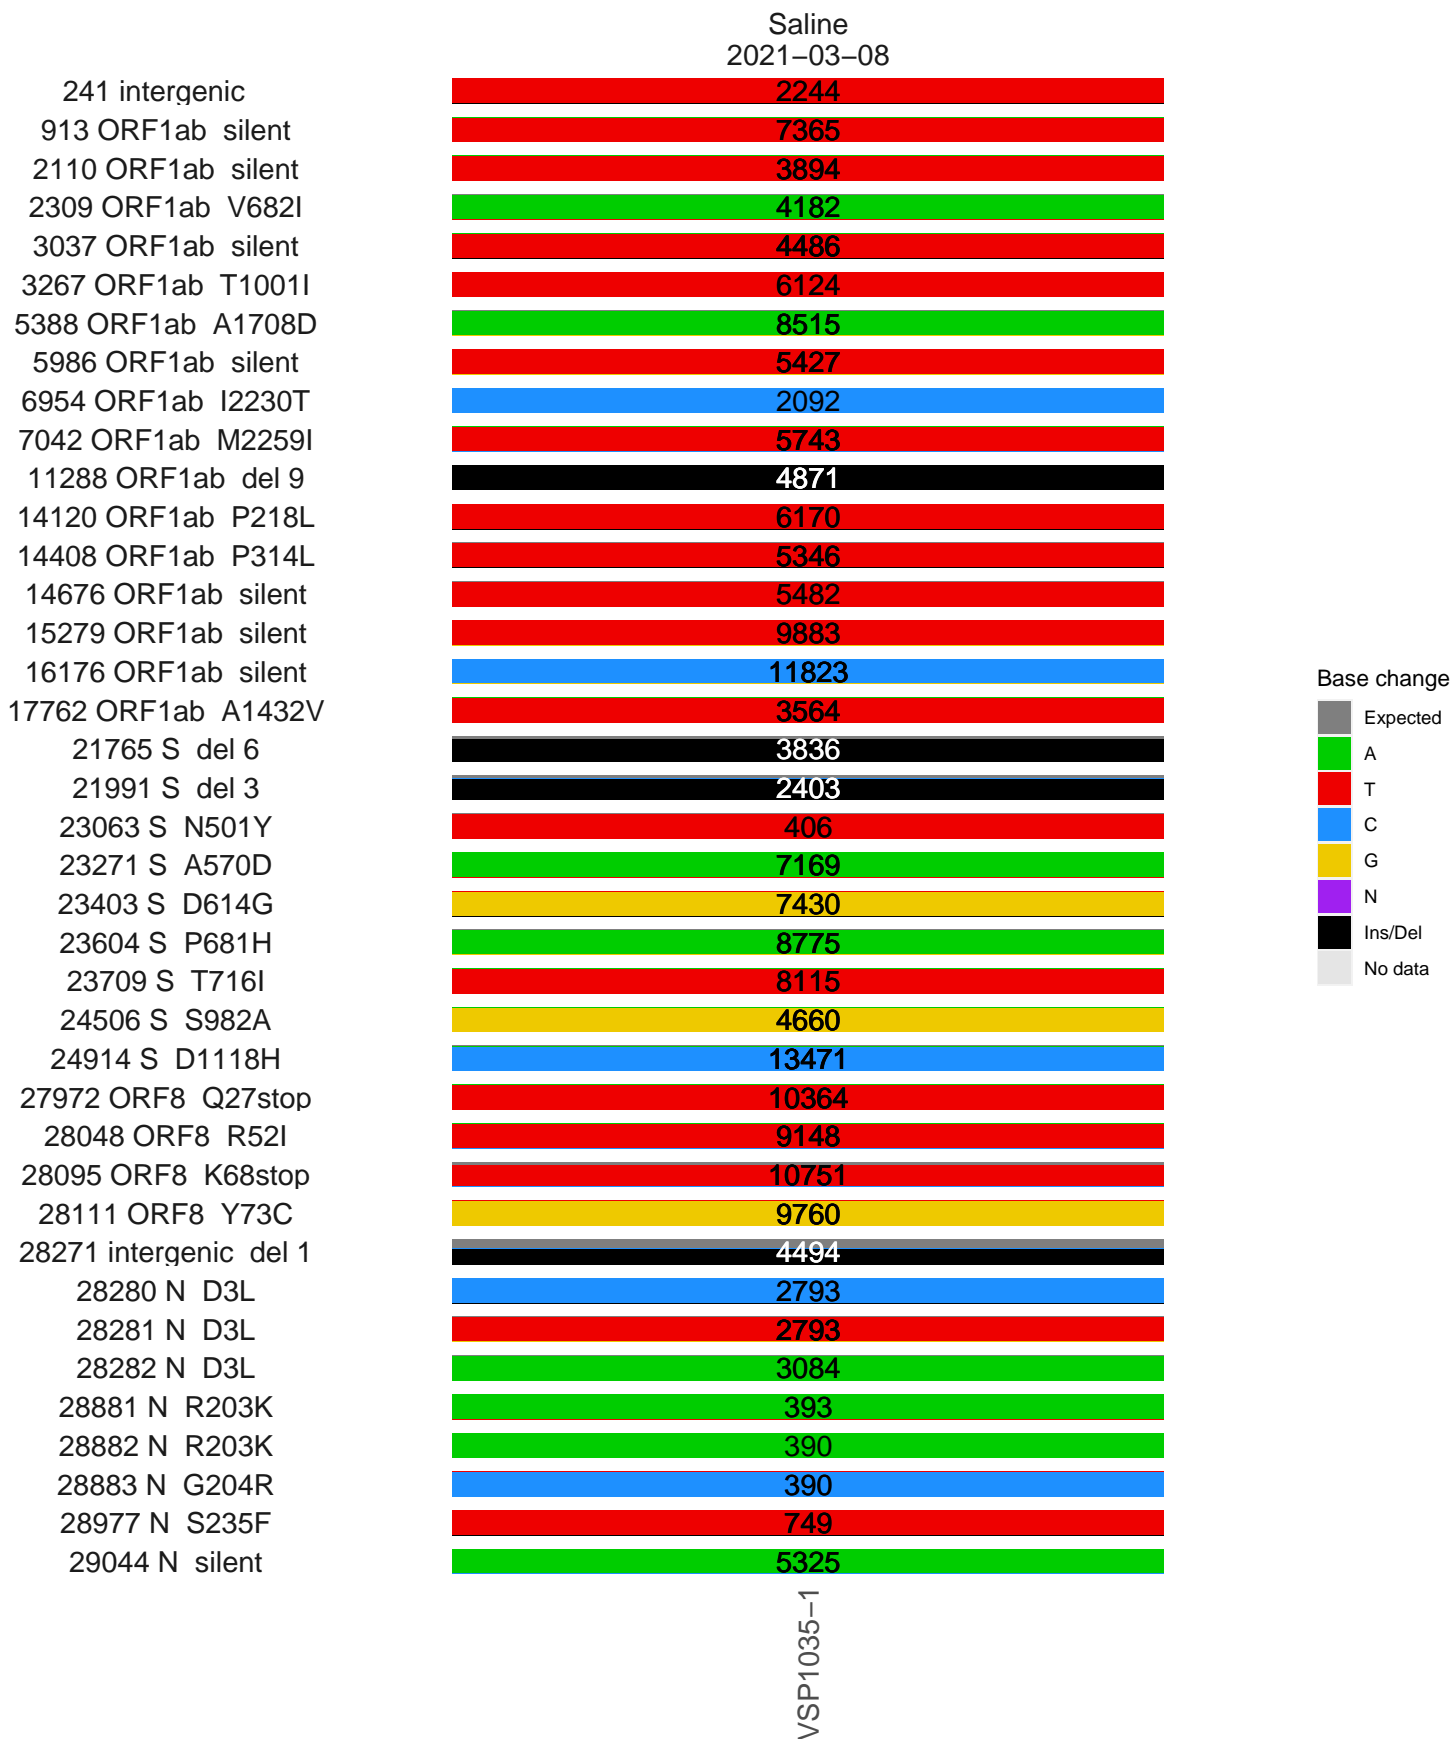 Saline
2021−03−08
241 intergenic 2244
913 ORF1ab silent 7365
2110 ORF1ab silent 3894
2309 ORF1ab V682I 4182
3037 ORF1ab silent 4486
3267 ORF1ab T1001I 6124
5388 ORF1ab A1708D 8515
5986 ORF1ab silent 5427
6954 ORF1ab I2230T 2092
7042 ORF1ab M2259I 5743
11288 ORF1ab del 9 4871
14120 ORF1ab P218L 6170
14408 ORF1ab P314L 5346
14676 ORF1ab silent 5482
15279 ORF1ab silent 9883
16176 ORF1ab silent 11823
17762 ORF1ab A1432V 3564
21765 S del 6 3836
21991 S del 3 2403
23063 S N501Y 406
23271 S A570D 7169
23403 S D614G 7430
23604 S P681H 8775
23709 S T716I 8115
24506 S S982A 4660
24914 S D1118H 13471
27972 ORF8 Q27stop 10364
28048 ORF8 R52I 9148
28095 ORF8 K68stop 10751
28111 ORF8 Y73C 9760
28271 intergenic del 1 4494
28280 N D3L 2793
28281 N D3L 2793
28282 N D3L 3084
28881 N R203K 393
28882 N R203K 390
28883 N G204R 390
28977 N S235F 749
29044 N silent 5325
VSP1035−1
Base change
Expected
A
T
C
G
N
Ins/Del
No data